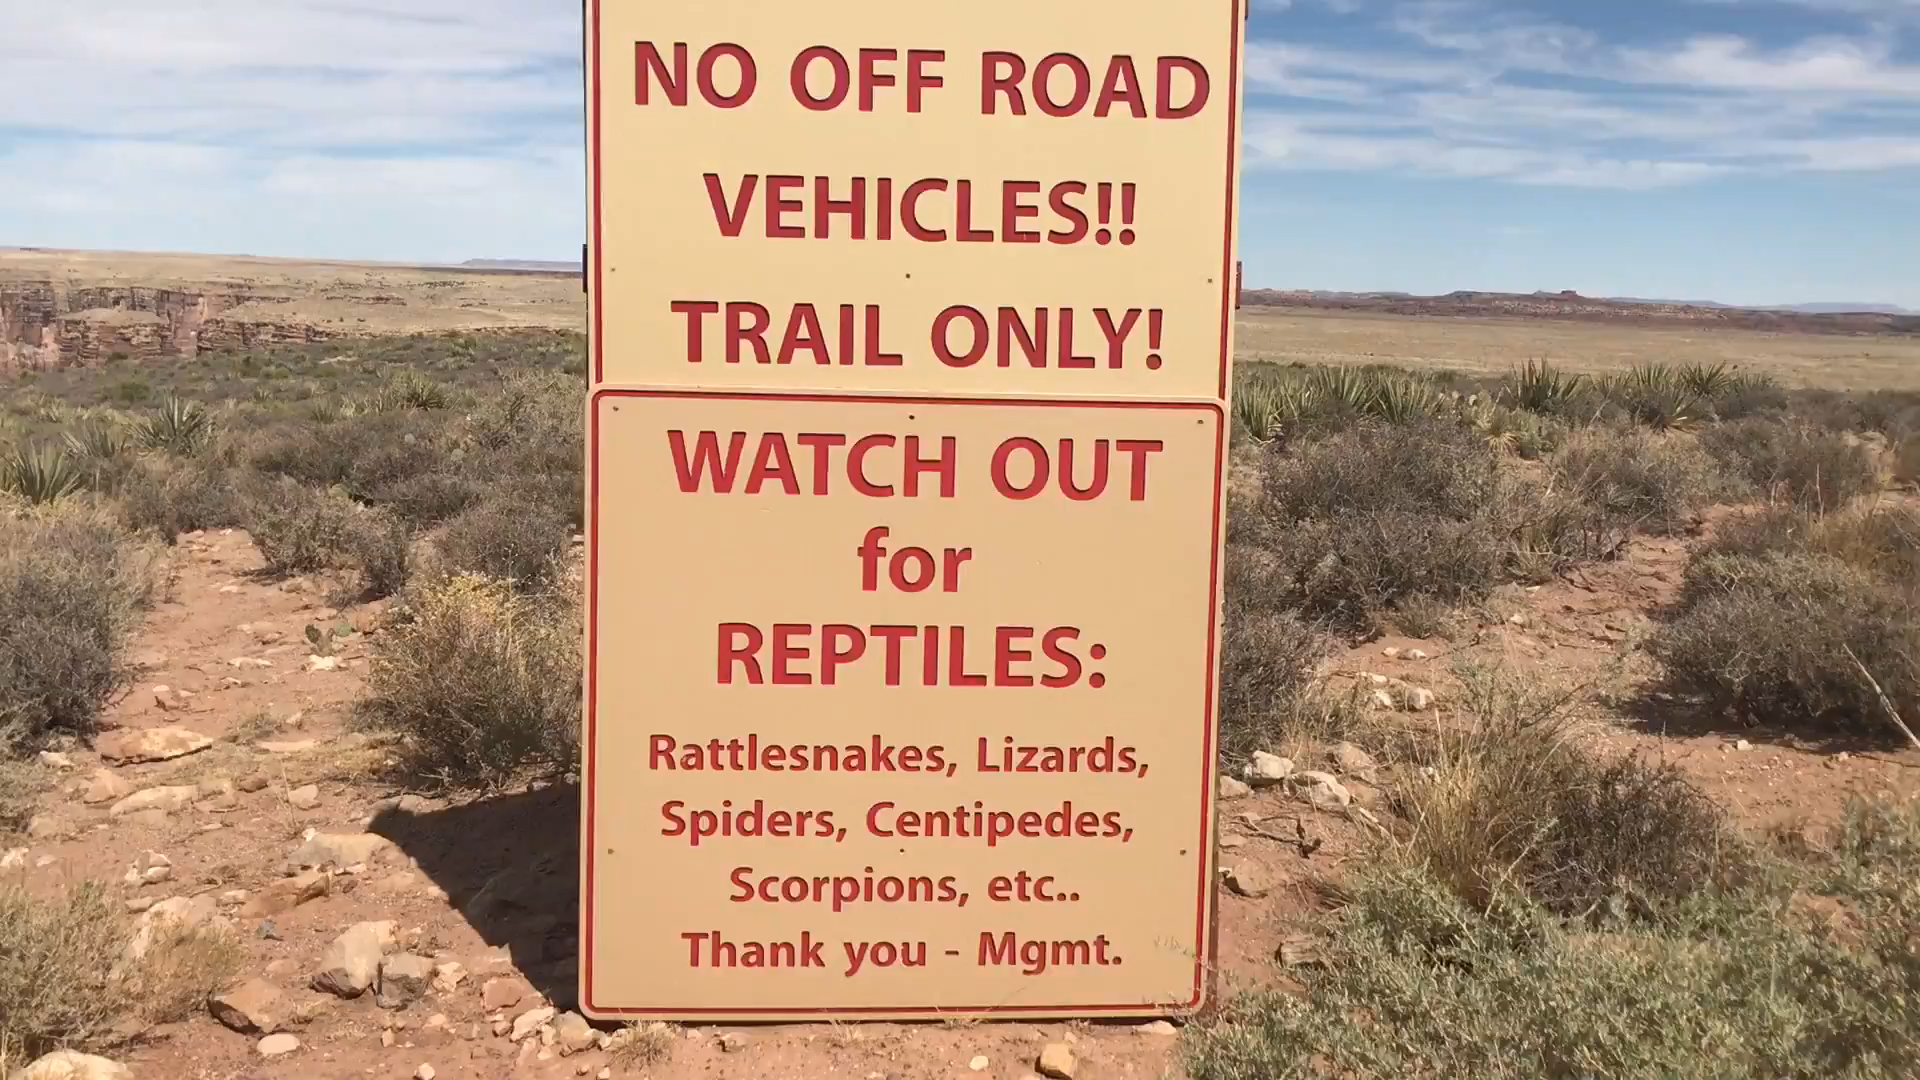 NO OFF ROAD
VEHICLES!!
TRAIL ONLY!
WATCH OUT
for
REPTILES:
Rattlesnakes, Lizards,
Spiders, Centipedes,
Scorpions, etc..
Thank you - Mgmt.